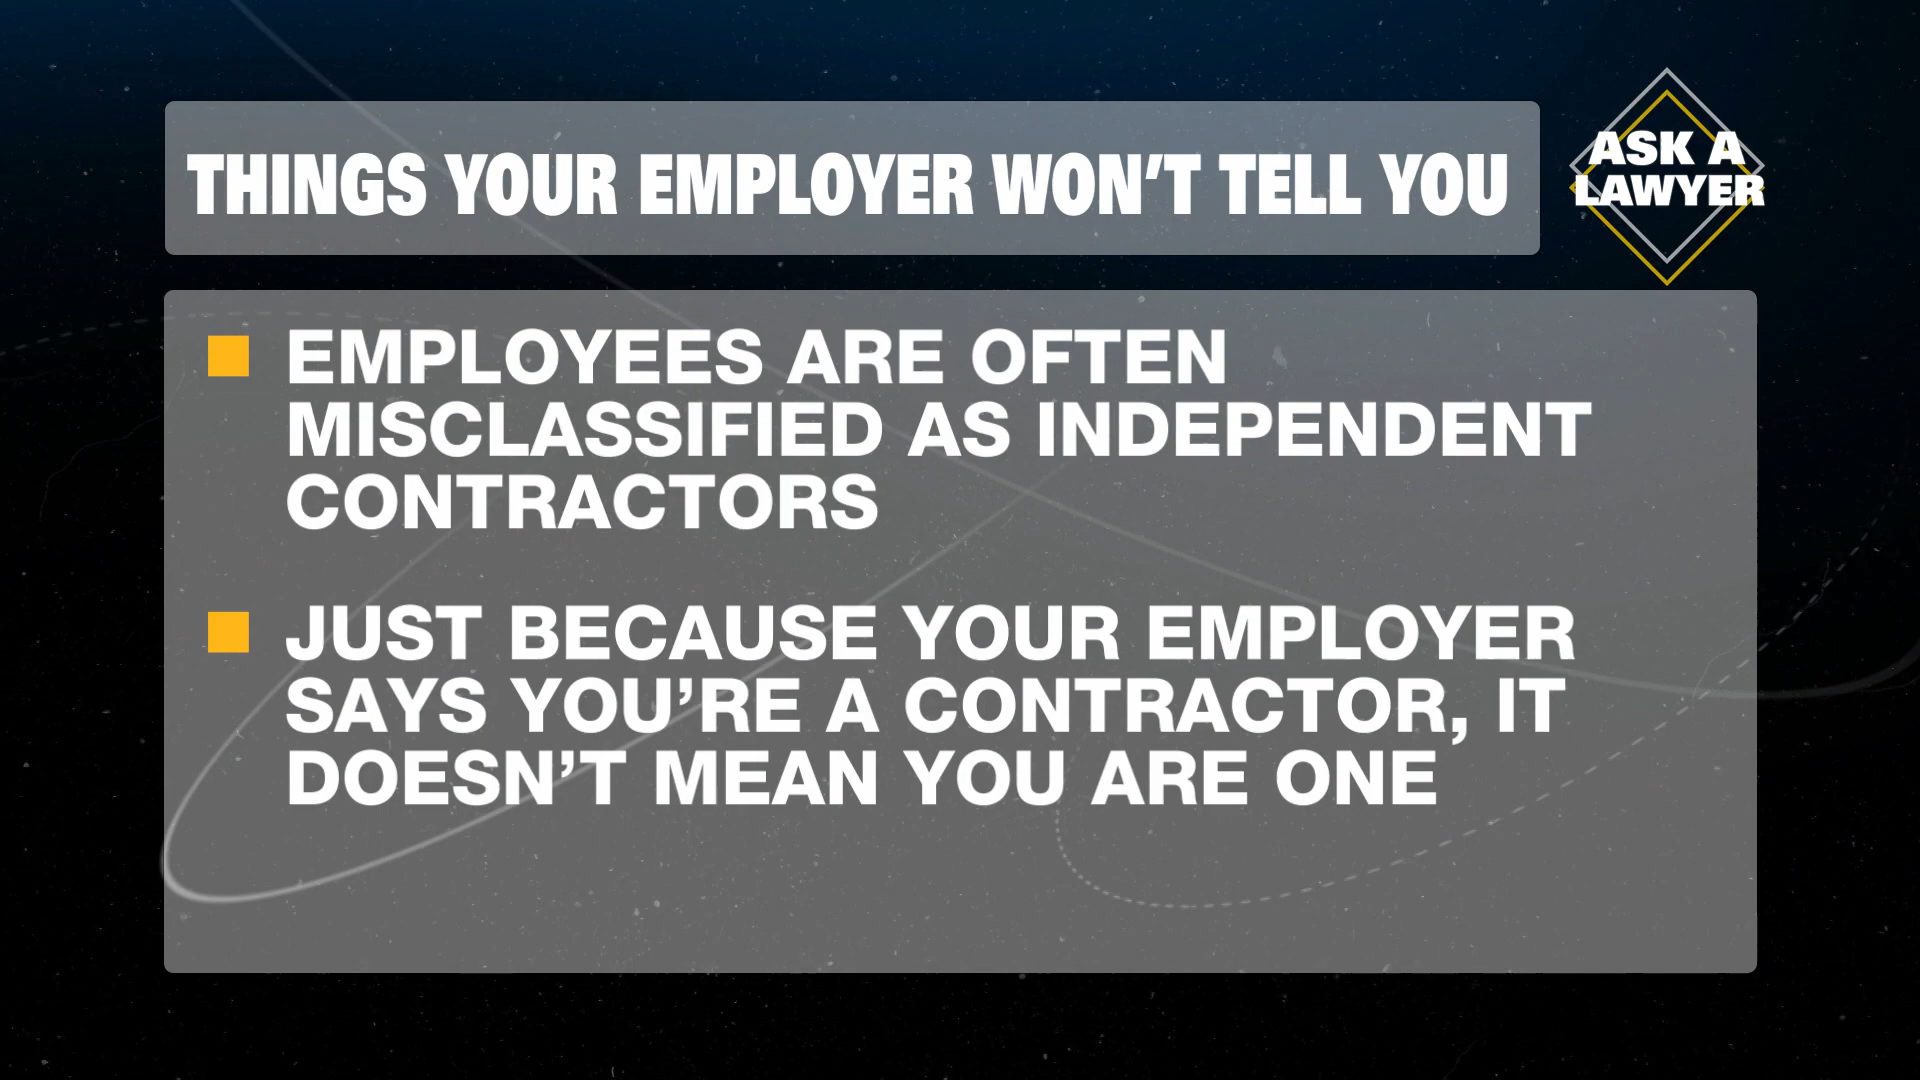 THINGS YOUR EMPLOYER WON'T TELL YOU
ASK A
LAWYER
EMPLOYEES ARE OFTEN
MISCLASSIFIED AS INDEPENDENT
CONTRACTORS
JUST BECAUSE YOUR EMPLOYER
SAYS YOU’RE A CONTRACTOR, IT
DOESN’T MEAN YOU ARE ONE